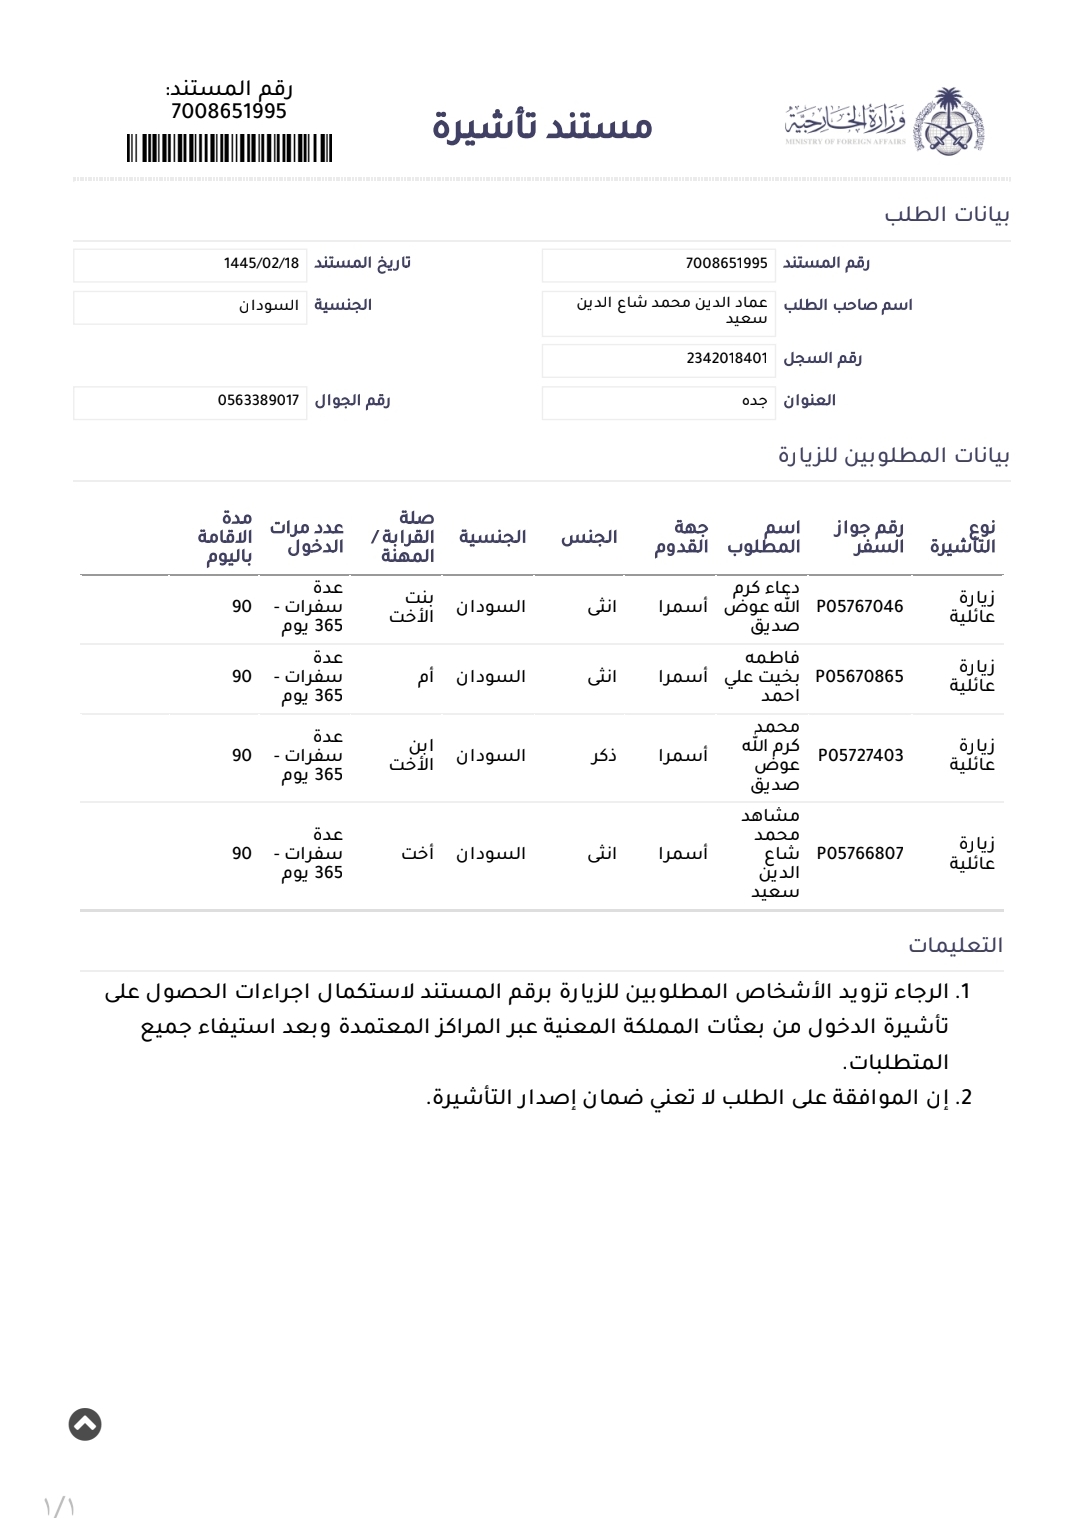 وزارة الخارجية
MINISTRY OF FOREIGN AFFAIRS
مستند تأشيرة
رقم المستند:
7008651995
بيانات الطلب
رقم المستند 7008651995 تاريخ المستند 1445/02/18
اسم صاحب الطلب عماد الدين محمد شاع الدين الجنسية السودان
سعيد
رقم السجل 2342018401
العنوان جده رقم الجوال 0563389017
بيانات المطلوبين للزيارة
نوع التأشيرة رقم جواز السفر اسم المطلوب جهة القدوم الجنس الجنسية صلة القرابة / المهنة عدد مرات الدخول مدة الاقامة باليوم
زيارة عائلية P05767046 دعاء كرم الله عوض صديق أسمرا انثى السودان بنت الأخت عدة سفرات - 365 يوم 90
زيارة عائلية P05670865 فاطمه بخيت علي احمد أسمرا انثى السودان أم عدة سفرات - 365 يوم 90
زيارة عائلية P05727403 محمد كرم الله عوض صديق أسمرا ذكر السودان ابن الأخت عدة سفرات - 365 يوم 90
زيارة عائلية P05766807 مشاهد محمد شاع الدين سعيد أسمرا انثى السودان أخت عدة سفرات - 365 يوم 90
التعليمات
1. الرجاء تزويد الأشخاص المطلوبين للزيارة برقم المستند لاستكمال اجراءات الحصول على
تأشيرة الدخول من بعثات المملكة المعنية عبر المراكز المعتمدة وبعد استيفاء جميع
المتطلبات.
2. إن الموافقة على الطلب لا تعني ضمان إصدار التأشيرة.
١/١